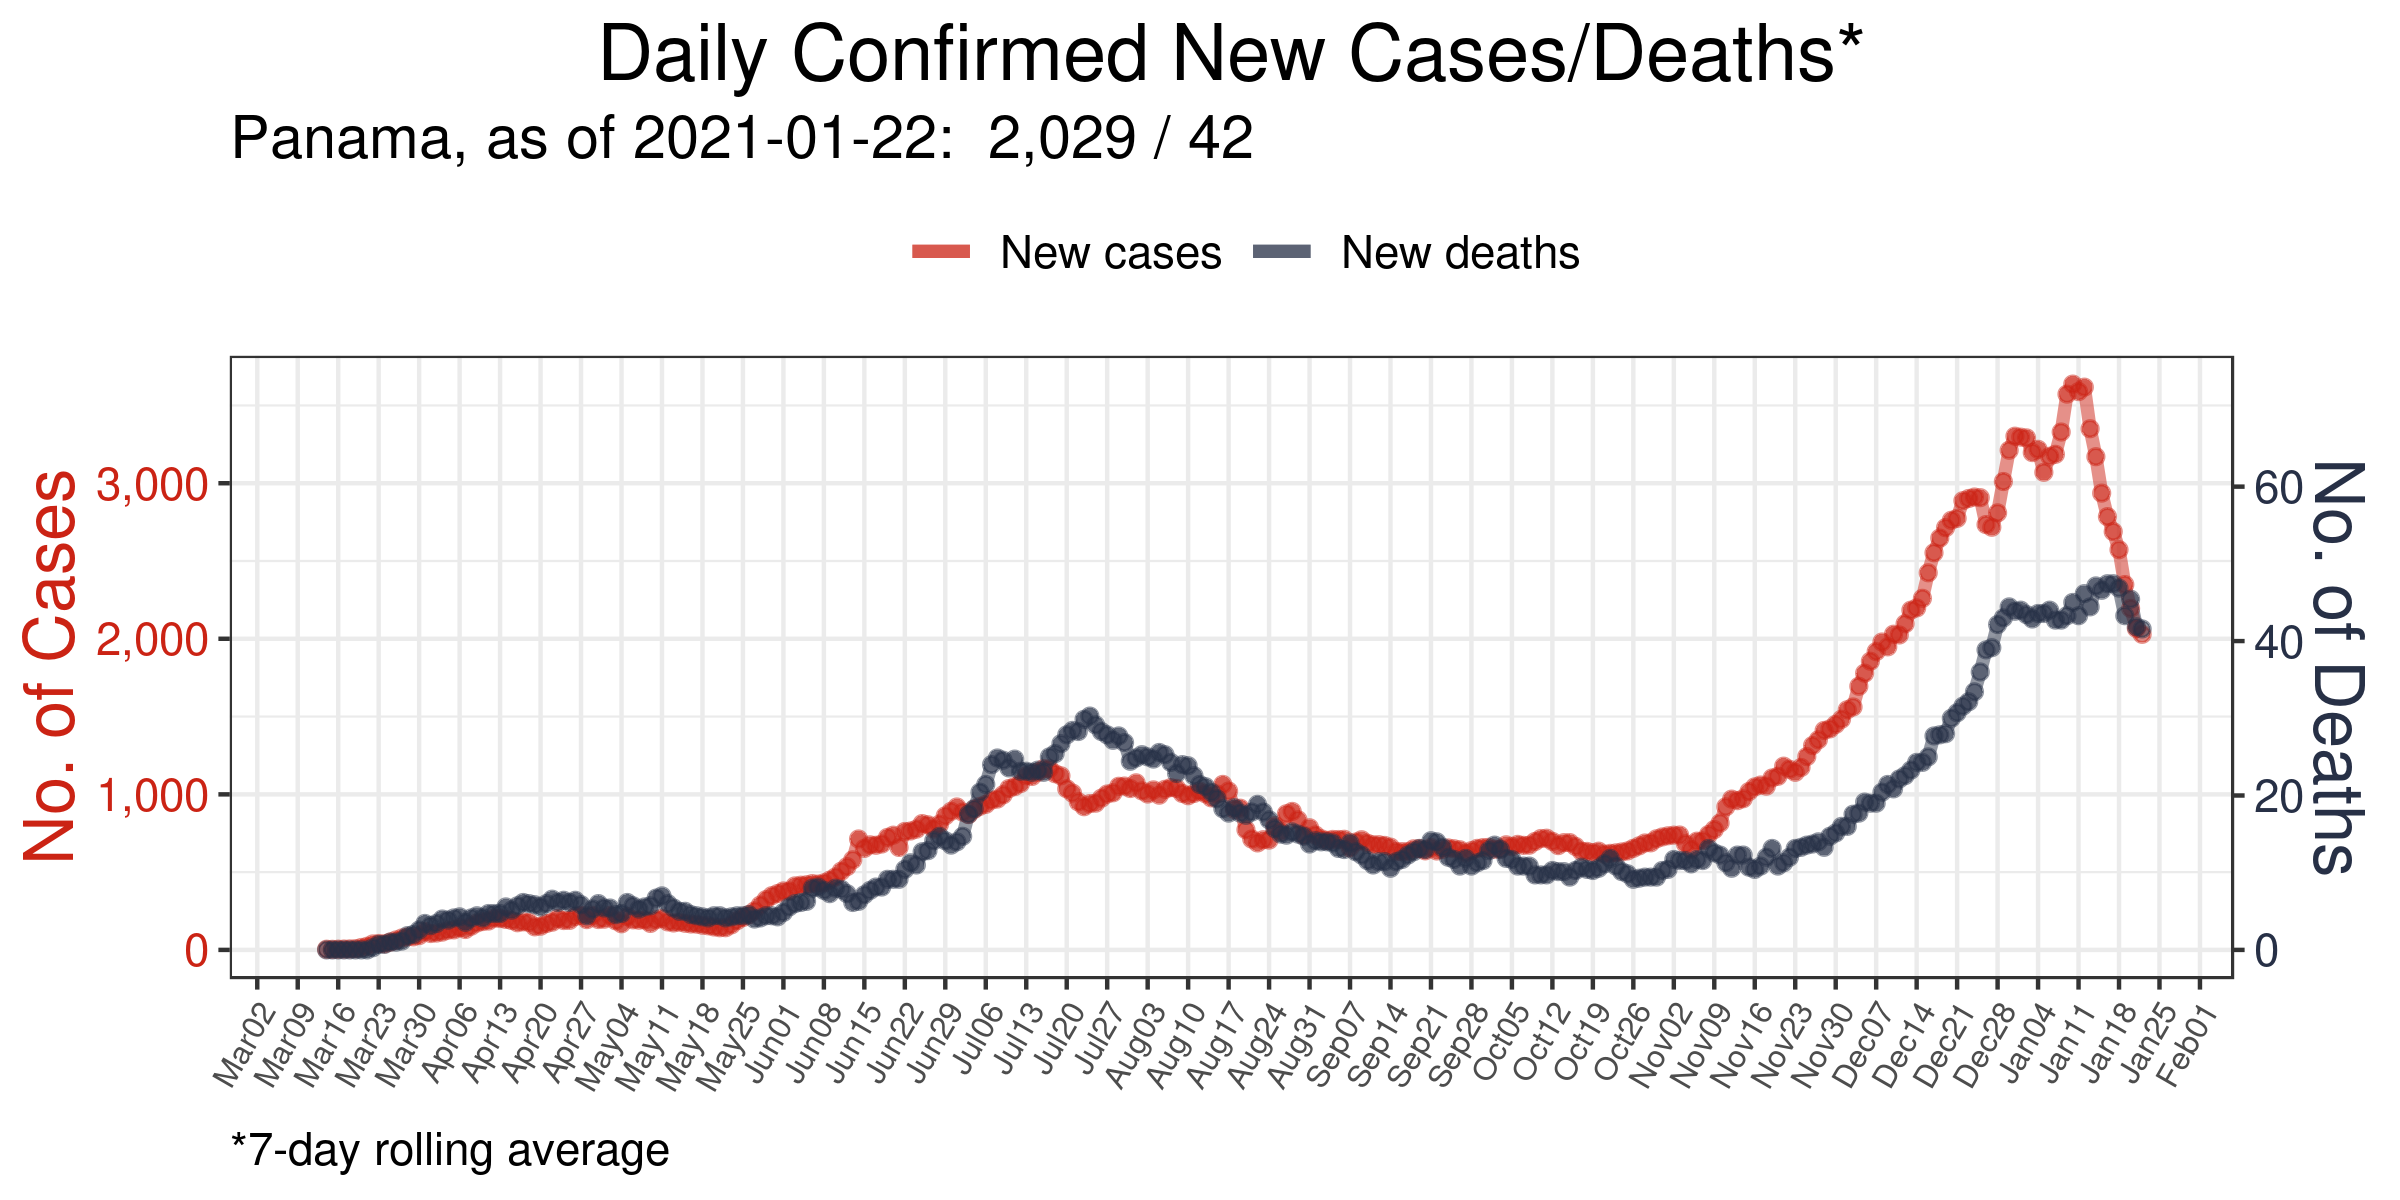 Daily Confirmed New Cases/Deaths*
Panama, as of 2021-01-22:  2,029 / 42
New cases New deaths
No. of Cases
3,000
2,000
1,000
0
60
40
20
0
No. of Deaths
Mar02 Mar09 Mar16 Mar23 Mar30 Apr06 Apr13 Apr20 Apr27 May04 May11 May18 May25 Jun01 Jun08 Jun15 Jun22 Jun29 Jul06 Jul13 Jul20 Jul27 Aug03 Aug10 Aug17 Aug24 Aug31 Sep07 Sep14 Sep21 Sep28 Oct05 Oct12 Oct19 Oct26 Nov02 Nov09 Nov16 Nov23 Nov30 Dec07 Dec14 Dec21 Dec28 Jan04 Jan11 Jan18 Jan25 Feb01
*7-day rolling average